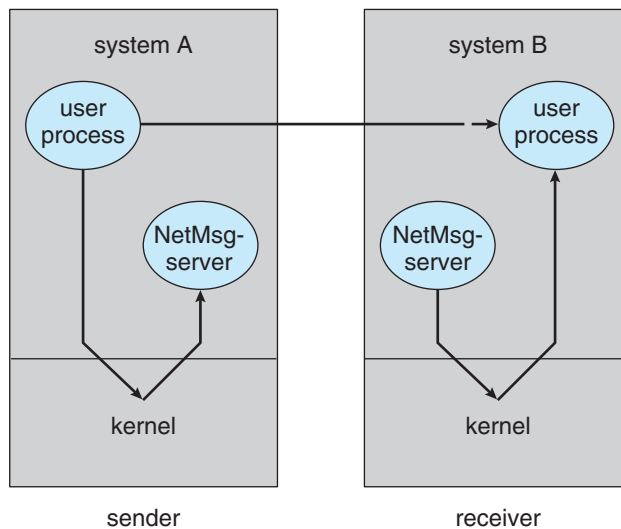 system A
user
process
NetMsg-
server
kernel
sender
system B
user
process
NetMsg-
server
kernel
receiver